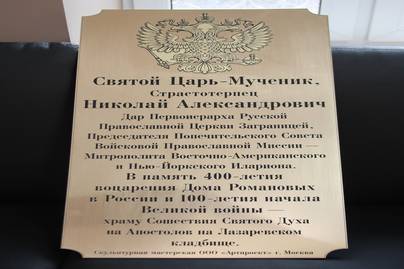 Святой Царь-Мученик,
Страстотерпец
Николай Александрович
Дар Первоиерарха Русской
Православной Церкви Заграницей,
Председателя Попечительского Совета
Войсковой Православной Миссии —
Митрополита Восточно-Американского
и Нью-Йоркского Илариона.
В память 400-летия
воцарения Дома Романовых
в России и 100-летия начала
Великой войны —
храму Сошествия Святого Духа
на Апостолов на Лазаревском
кладбище.
Скульптурная мастерская ООО «Артпроект» г. Москва